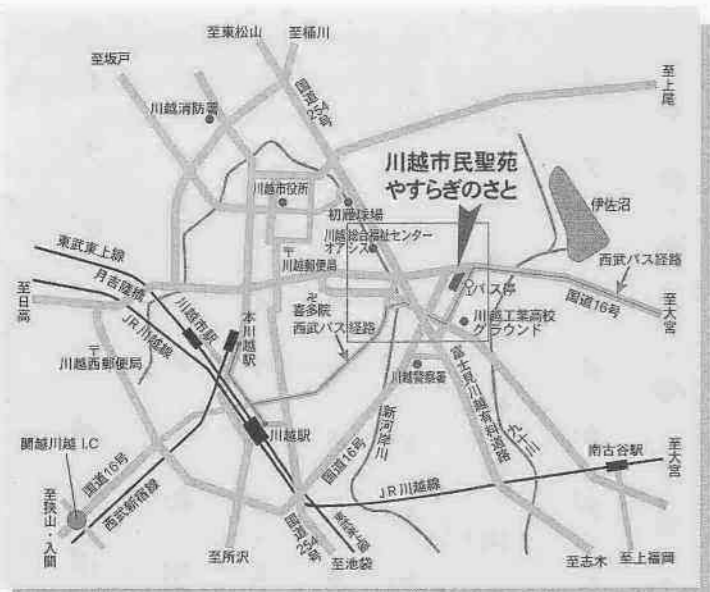 至東松山
至桶川
至坂戸
至上尾
国道254号
川越消防署
川越市民聖苑
やすらぎのさと
川越市役所
初雁球場
伊佐沼
川越総合福祉センター
オアシス
東武東上線
川越郵便局
西武バス経路
月吉陸橋
バス停
国道16号
至日高
川越市駅
本川越駅
喜多院
西武バス経路
川越工業高校
グラウンド
至大宮
JR川越線
川越西郵便局
川越警察署
富士見川越有料道路
新河岸川
九十川
川越駅
関越川越I.C
国道16号
国道16号
南古谷駅
至大宮
西武新宿線
JR川越線
至狭山・入間
国道254号
至所沢
至池袋
至志木
至上福岡